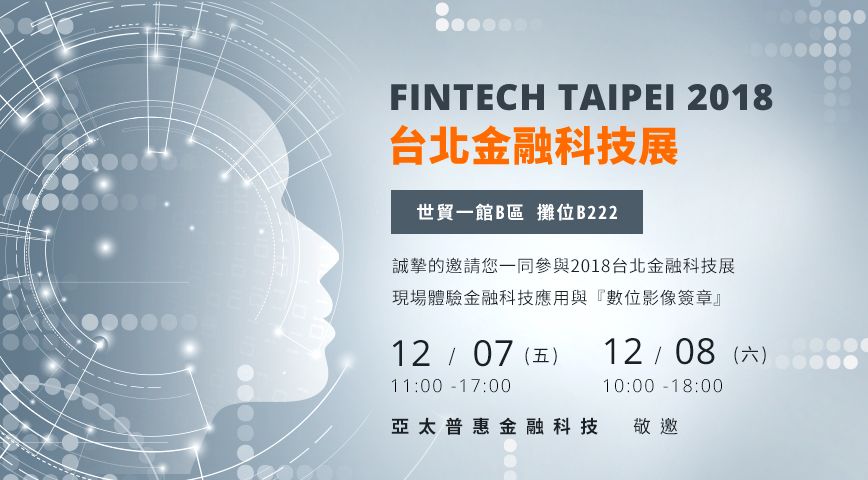 FINTECH TAIPEI 2018
台北金融科技展
世貿一館B區 攤位B222
誠摯的邀請您一同參與2018台北金融科技展
現場體驗金融科技應用與『數位影像簽章』
12 / 07 (五) 12 / 08 (六)
11:00 -17:00 10:00 -18:00
亞太普惠金融科技 敬邀